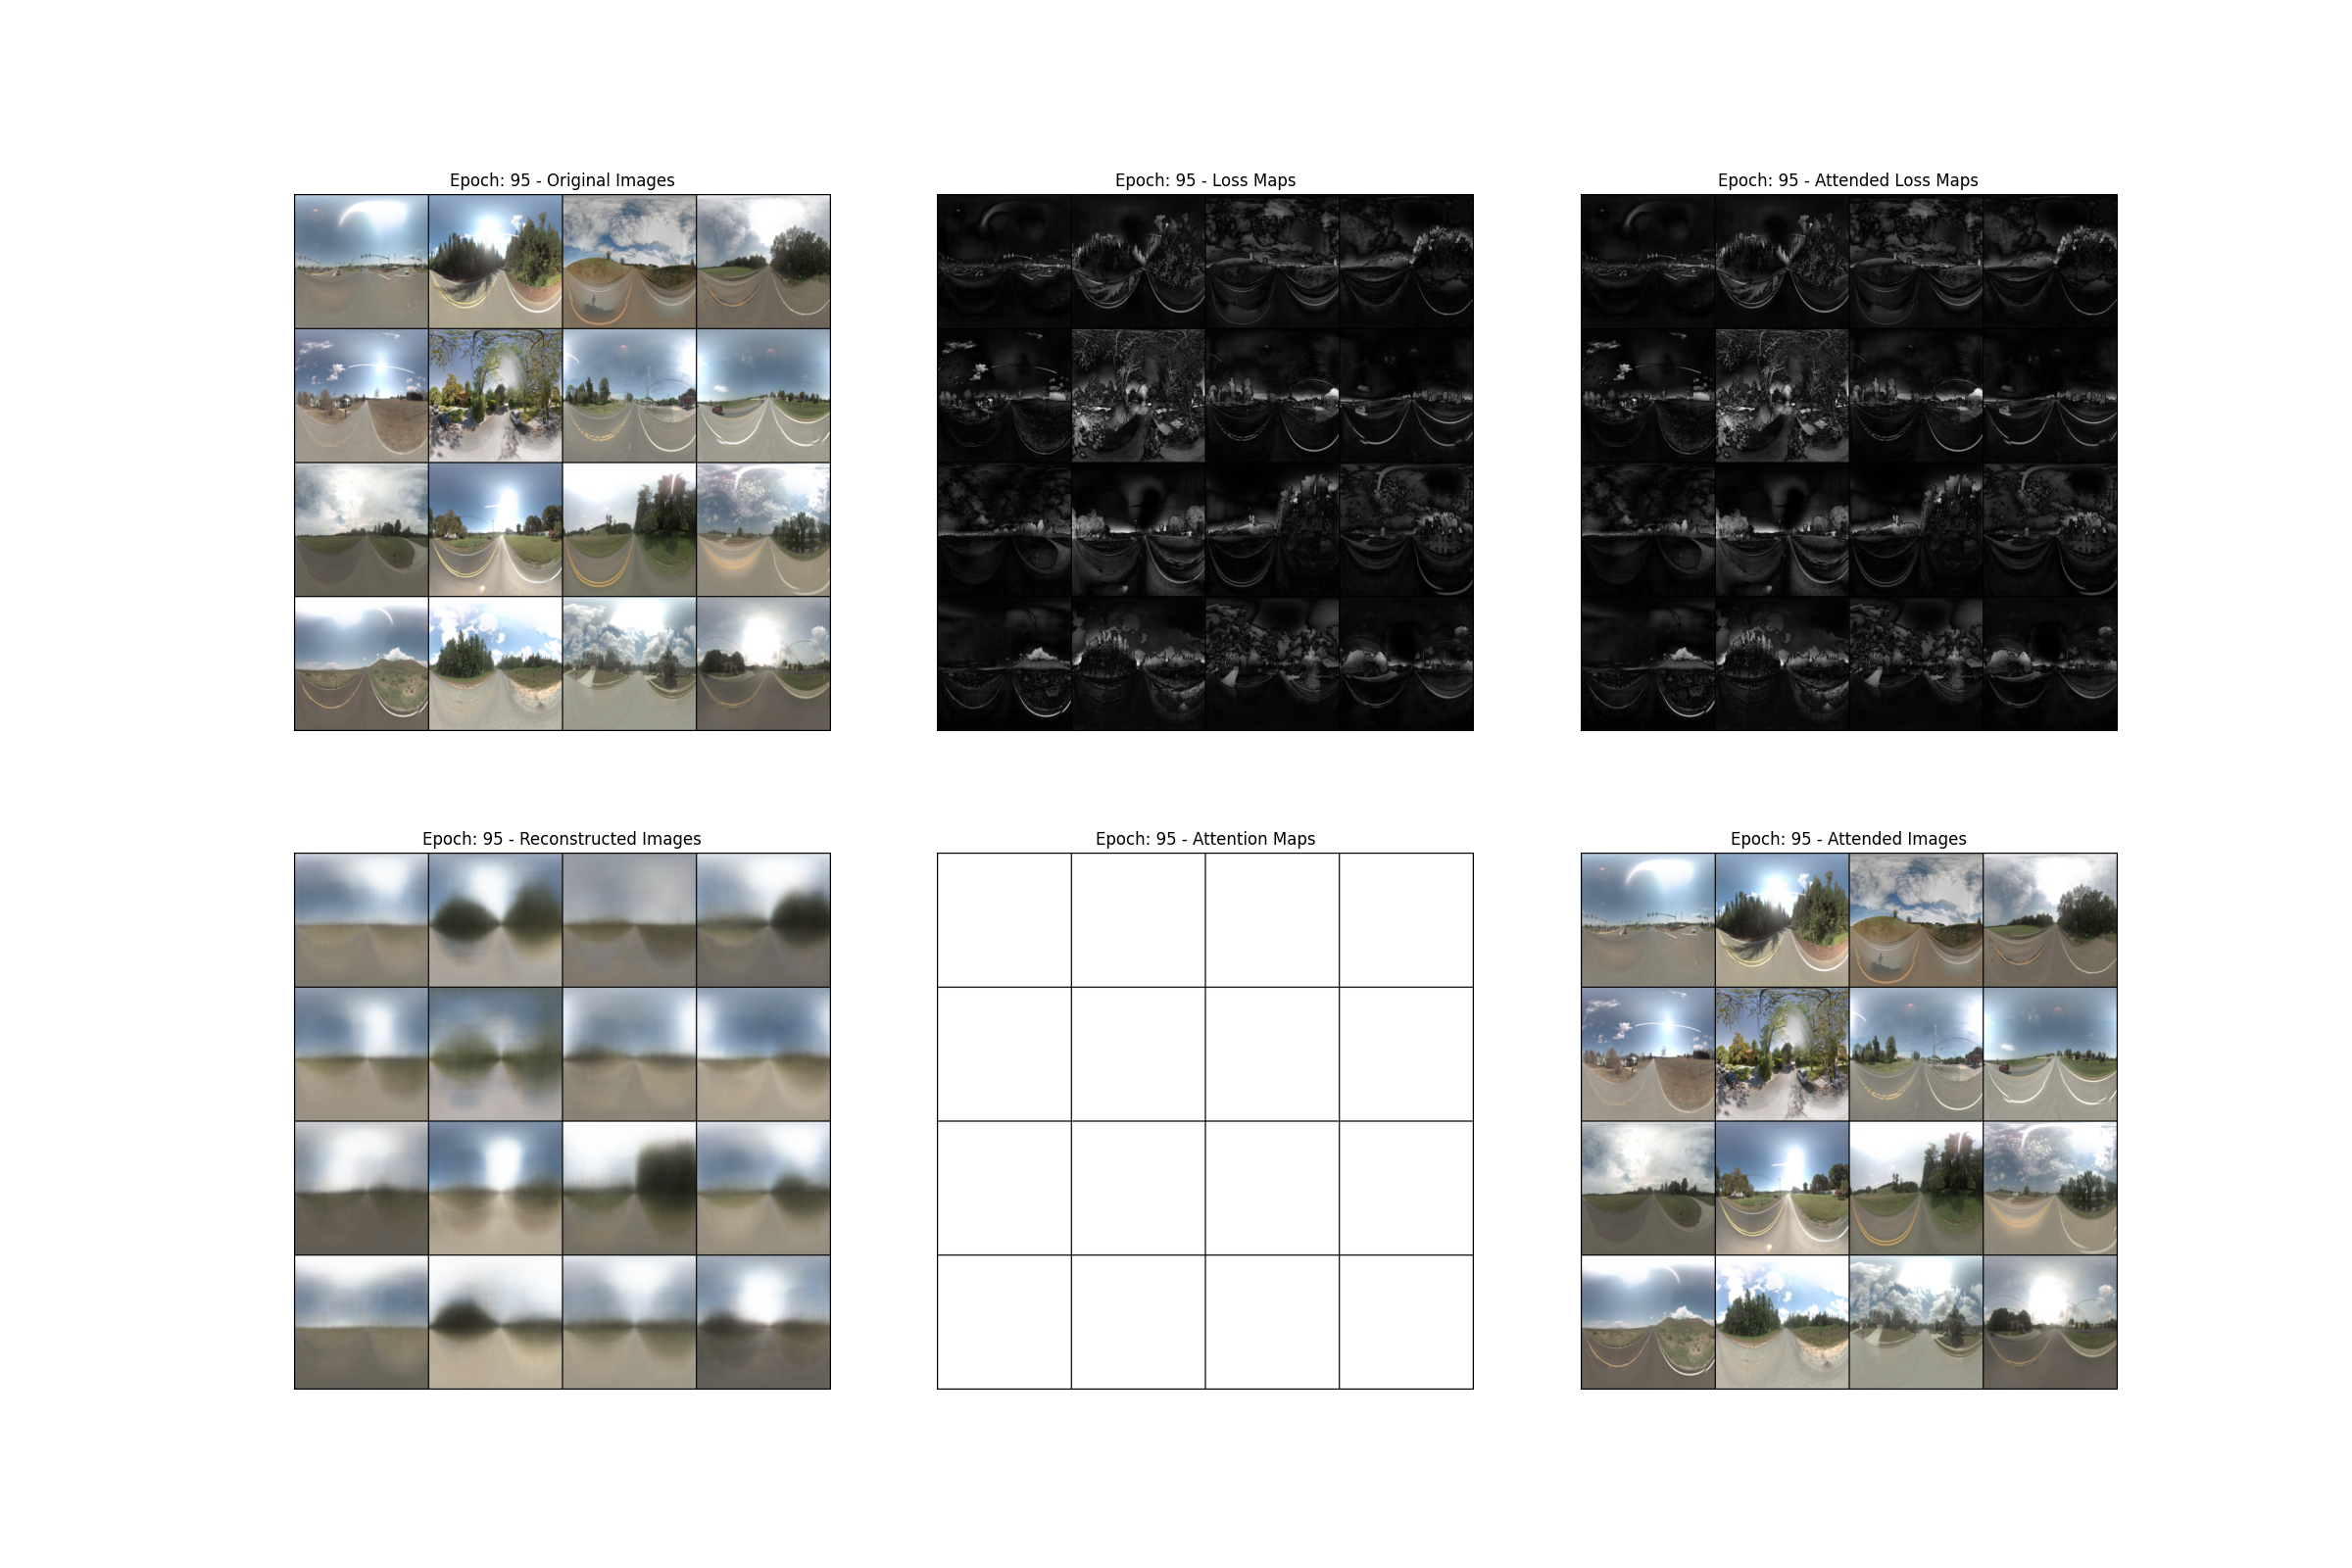 Epoch: 95 - Original Images
Epoch: 95 - Loss Maps
Epoch: 95 - Attended Loss Maps
Epoch: 95 - Reconstructed Images
Epoch: 95 - Attention Maps
Epoch: 95 - Attended Images